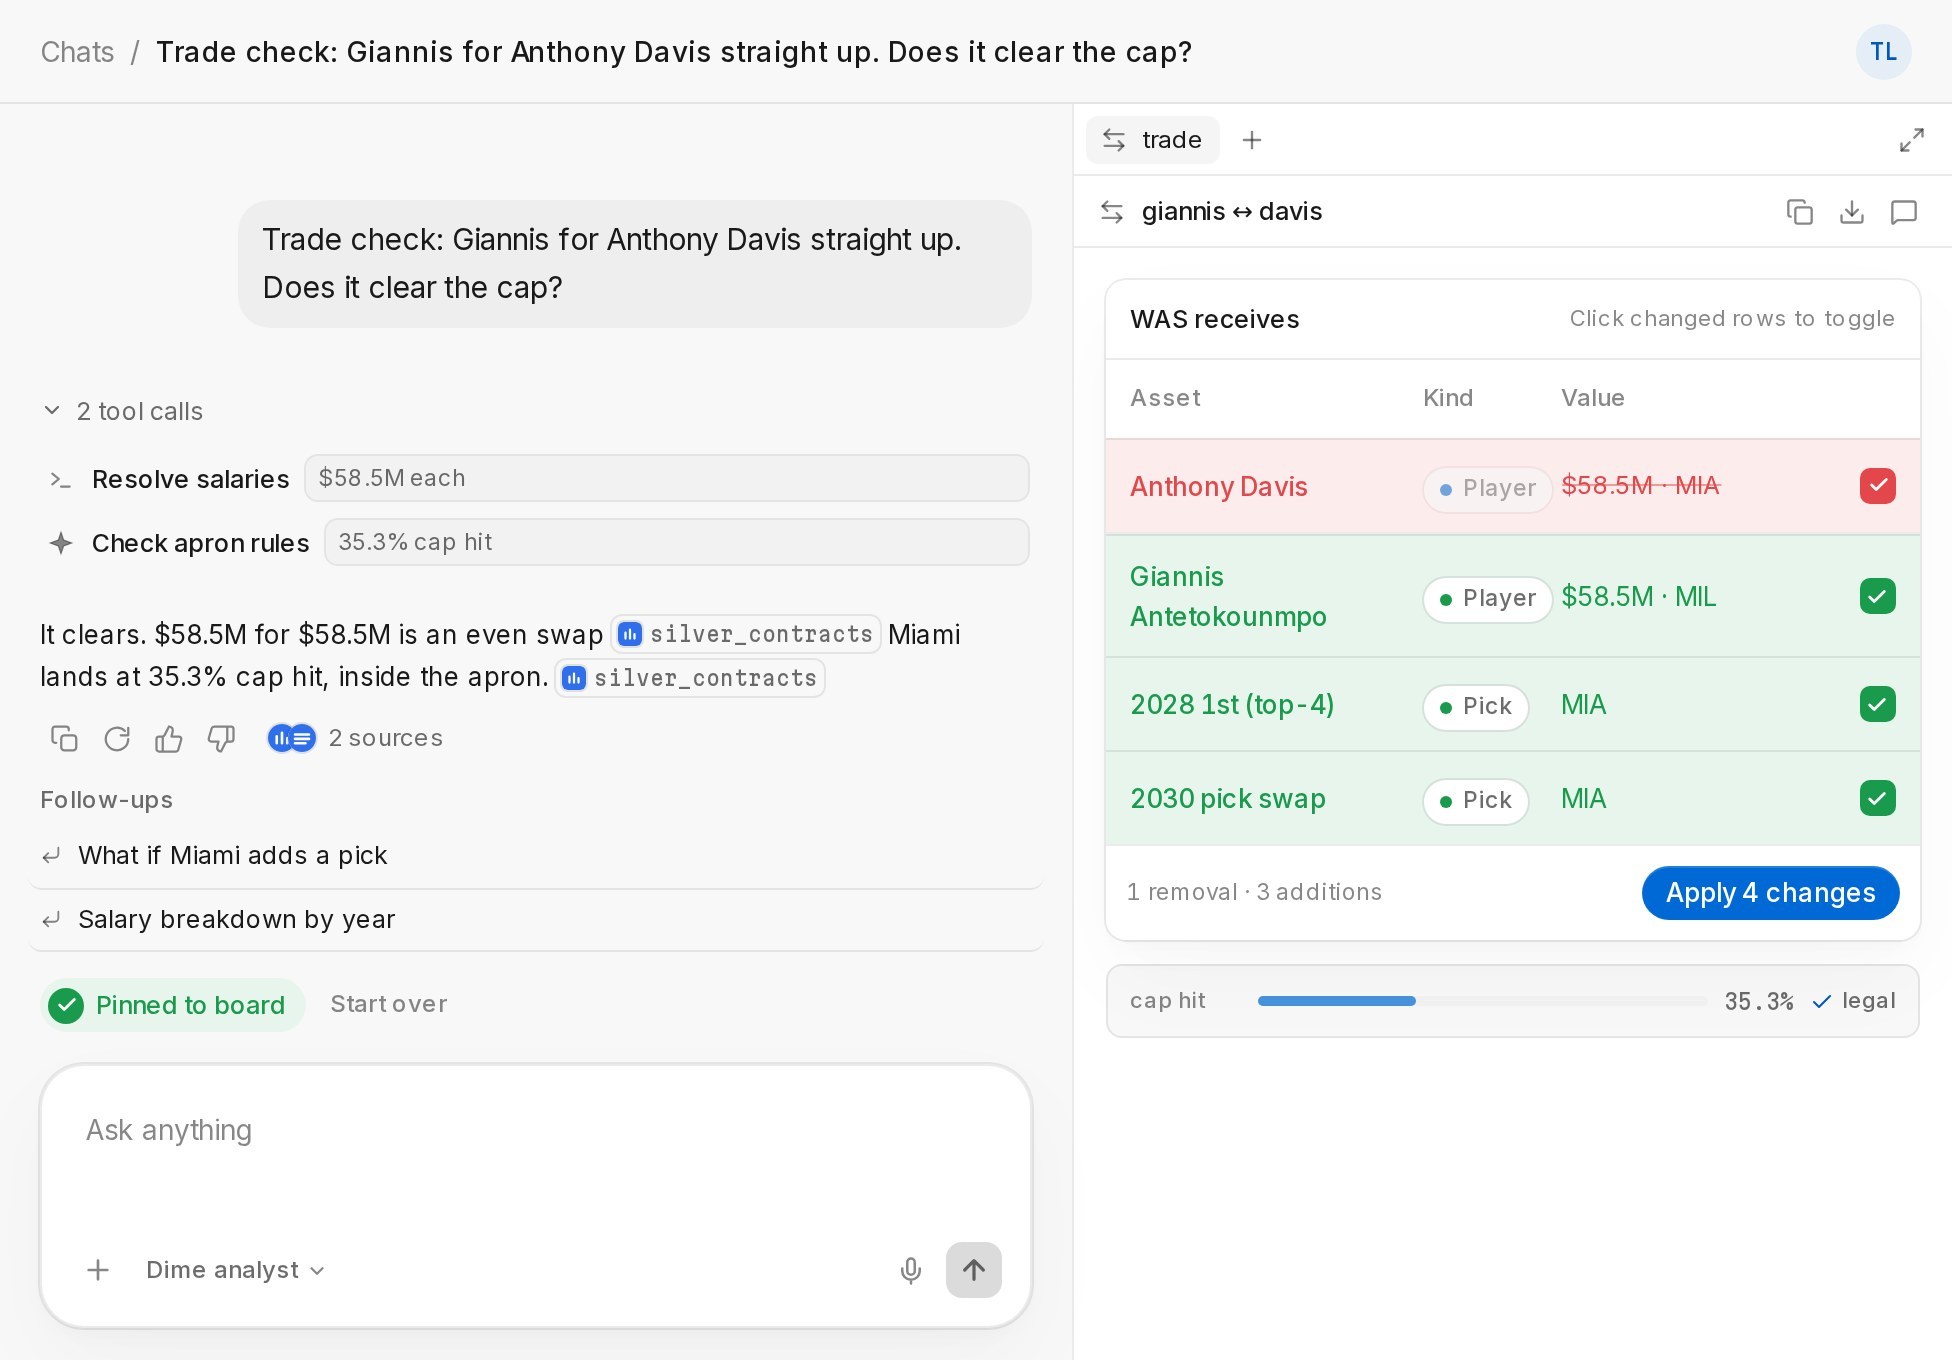 Chats / Trade check: Giannis for Anthony Davis straight up. Does it clear the cap?
TL
Trade check: Giannis for Anthony Davis straight up.
Does it clear the cap?
2 tool calls
Resolve salaries $58.5M each
Check apron rules 35.3% cap hit
It clears. $58.5M for $58.5M is an even swap silver_contracts Miami
lands at 35.3% cap hit, inside the apron. silver_contracts
2 sources
Follow-ups
What if Miami adds a pick
Salary breakdown by year
Pinned to board Start over
Ask anything
Dime analyst
trade
giannis ↔ davis
WAS receives Click changed rows to toggle
Asset Kind Value
Anthony Davis Player $58.5M · MIA
Giannis
Antetokounmpo Player $58.5M · MIL
2028 1st (top-4) Pick MIA
2030 pick swap Pick MIA
1 removal · 3 additions Apply 4 changes
cap hit 35.3% legal